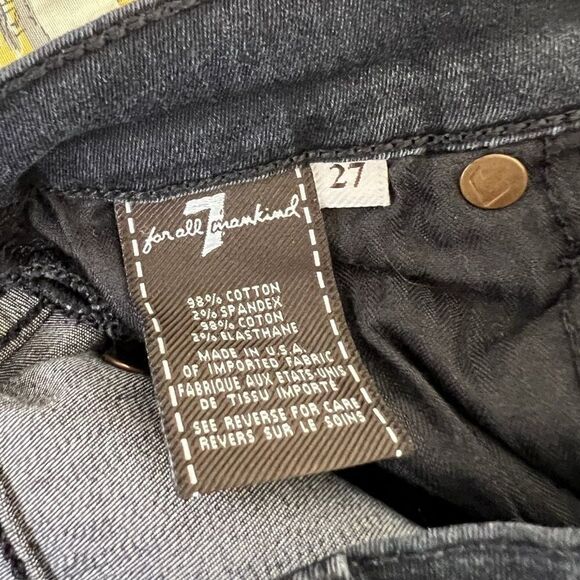 7
for all mankind
27
98% COTTON
2% SPANDEX
98% COTON
2% ELASTHANE
MADE IN U.S.A.
OF IMPORTED FABRIC
FABRIQUE AUX ETATS-UNIS
DE TISSU IMPORTÉ
SEE REVERSE FOR CARE
REVERS SUR LE SOINS